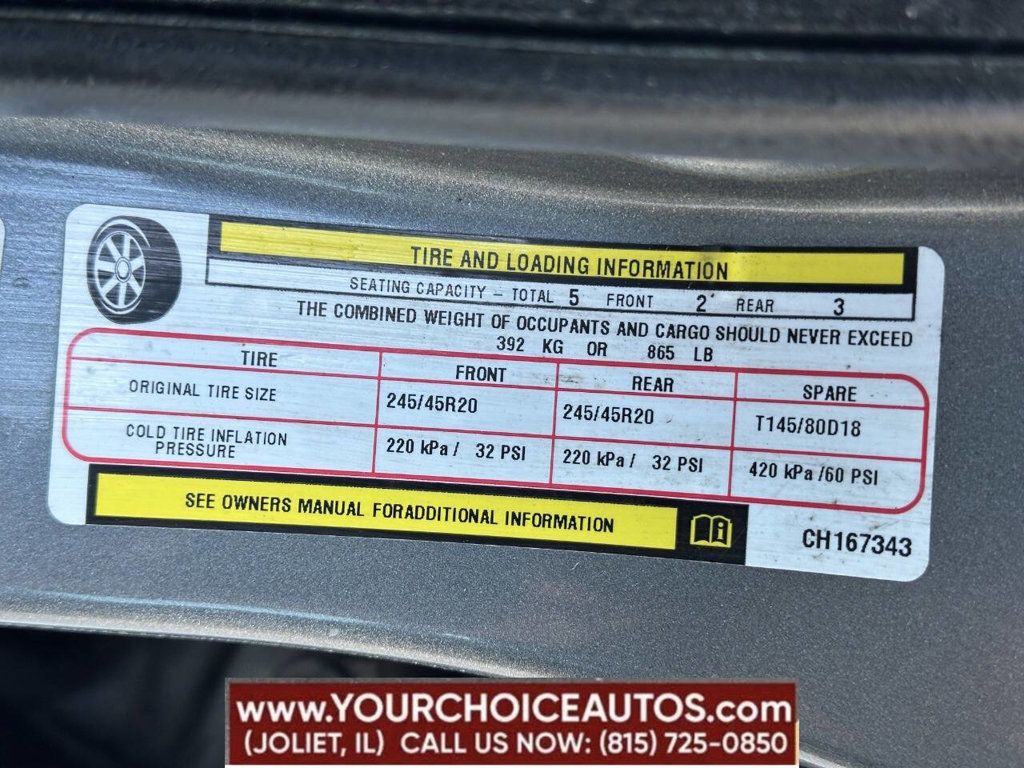 TIRE AND LOADING INFORMATION
SEATING CAPACITY – TOTAL 5 FRONT 2 REAR 3
THE COMBINED WEIGHT OF OCCUPANTS AND CARGO SHOULD NEVER EXCEED
392 KG OR 865 LB
TIRE FRONT REAR SPARE
ORIGINAL TIRE SIZE 245/45R20 245/45R20 T145/80D18
COLD TIRE INFLATION
PRESSURE 220 kPa / 32 PSI 220 kPa / 32 PSI 420 kPa /60 PSI
SEE OWNERS MANUAL FORADDITIONAL INFORMATION
CH167343
www.YOURCHOICEAUTOS.com
(JOLIET, IL) CALL US NOW: (815) 725-0850